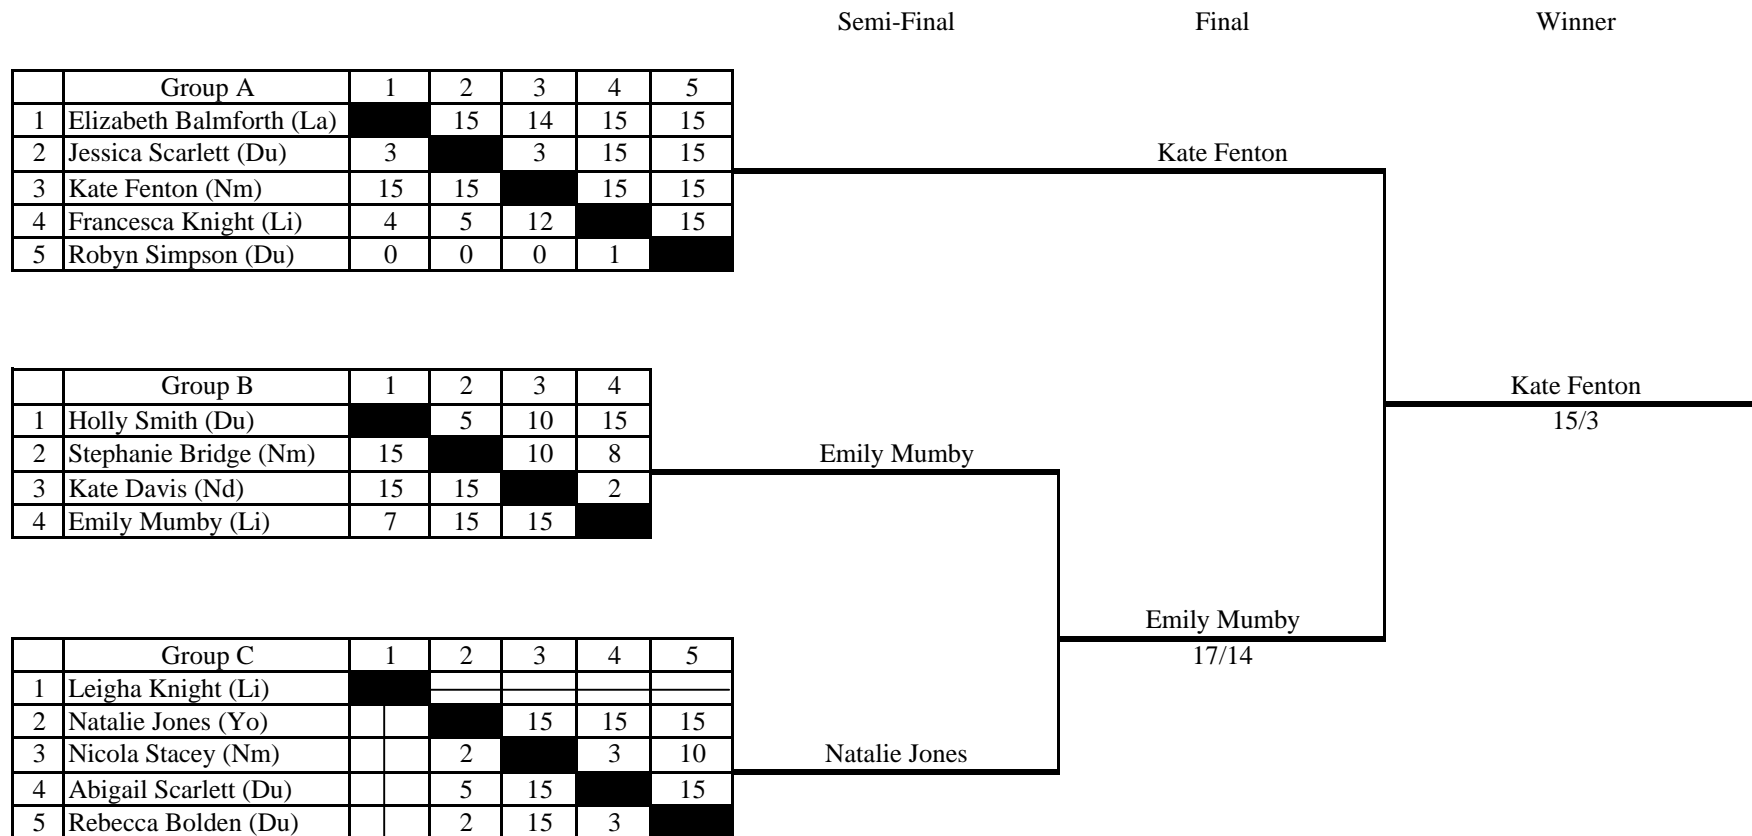 Semi-Final Final Winner
Group A 1 2 3 4 5
1 Elizabeth Balmforth (La) 15 14 15 15
2 Jessica Scarlett (Du) 3 3 15 15 Kate Fenton
3 Kate Fenton (Nm) 15 15 15 15
4 Francesca Knight (Li) 4 5 12 15
5 Robyn Simpson (Du) 0 0 0 1
Group B 1 2 3 4 Kate Fenton
1 Holly Smith (Du) 5 10 15 15/3
2 Stephanie Bridge (Nm) 15 10 8 Emily Mumby
3 Kate Davis (Nd) 15 15 2
4 Emily Mumby (Li) 7 15 15
Emily Mumby
Group C 1 2 3 4 5 17/14
1 Leigha Knight (Li)
2 Natalie Jones (Yo) 15 15 15
3 Nicola Stacey (Nm) 2 3 10 Natalie Jones
4 Abigail Scarlett (Du) 5 15 15
5 Rebecca Bolden (Du) 2 15 3